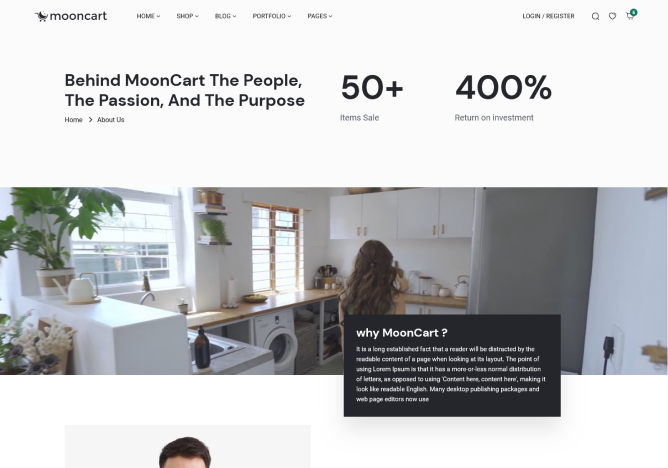 mooncart HOME SHOP BLOG PORTFOLIO PAGES LOGIN / REGISTER
Behind MoonCart The People,
The Passion, And The Purpose
Home > About Us
50+
Items Sale
400%
Return on investment
why MoonCart ?
It is a long established fact that a reader will be distracted by the
readable content of a page when looking at its layout. The point of
using Lorem Ipsum is that it has a more-or-less normal distribution
of letters, as opposed to using 'Content here, content here', making it
look like readable English. Many desktop publishing packages and
web page editors now use